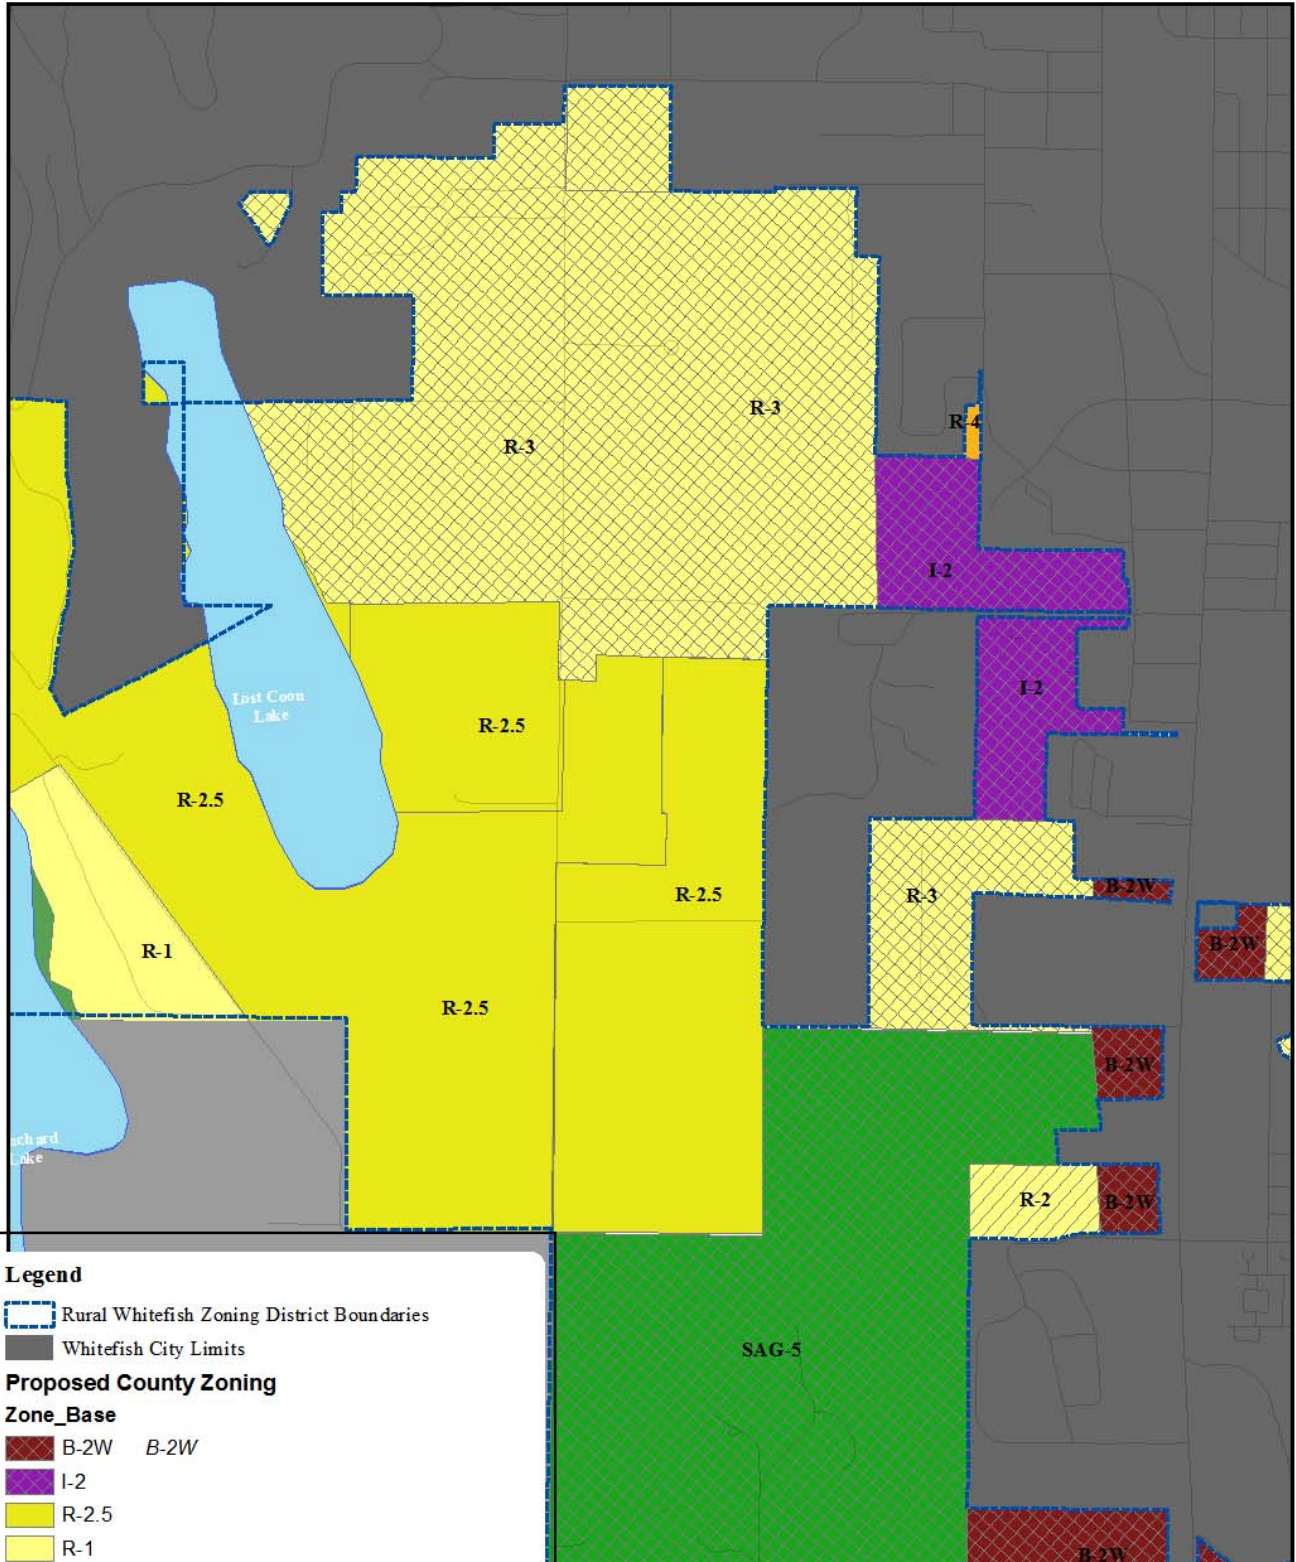 R-3
R-3
R-4
I-2
I-2
Lost Coon
Lake
R-2.5
R-2.5
R-2.5
R-3
B-2W
B-2W
R-1
R-2.5
B-2W
nchard
Lake
R-2
B-2W
SAG-5
B-2W
Legend
Rural Whitefish Zoning District Boundaries
Whitefish City Limits
Proposed County Zoning
Zone_Base
B-2W B-2W
I-2
R-2.5
R-1